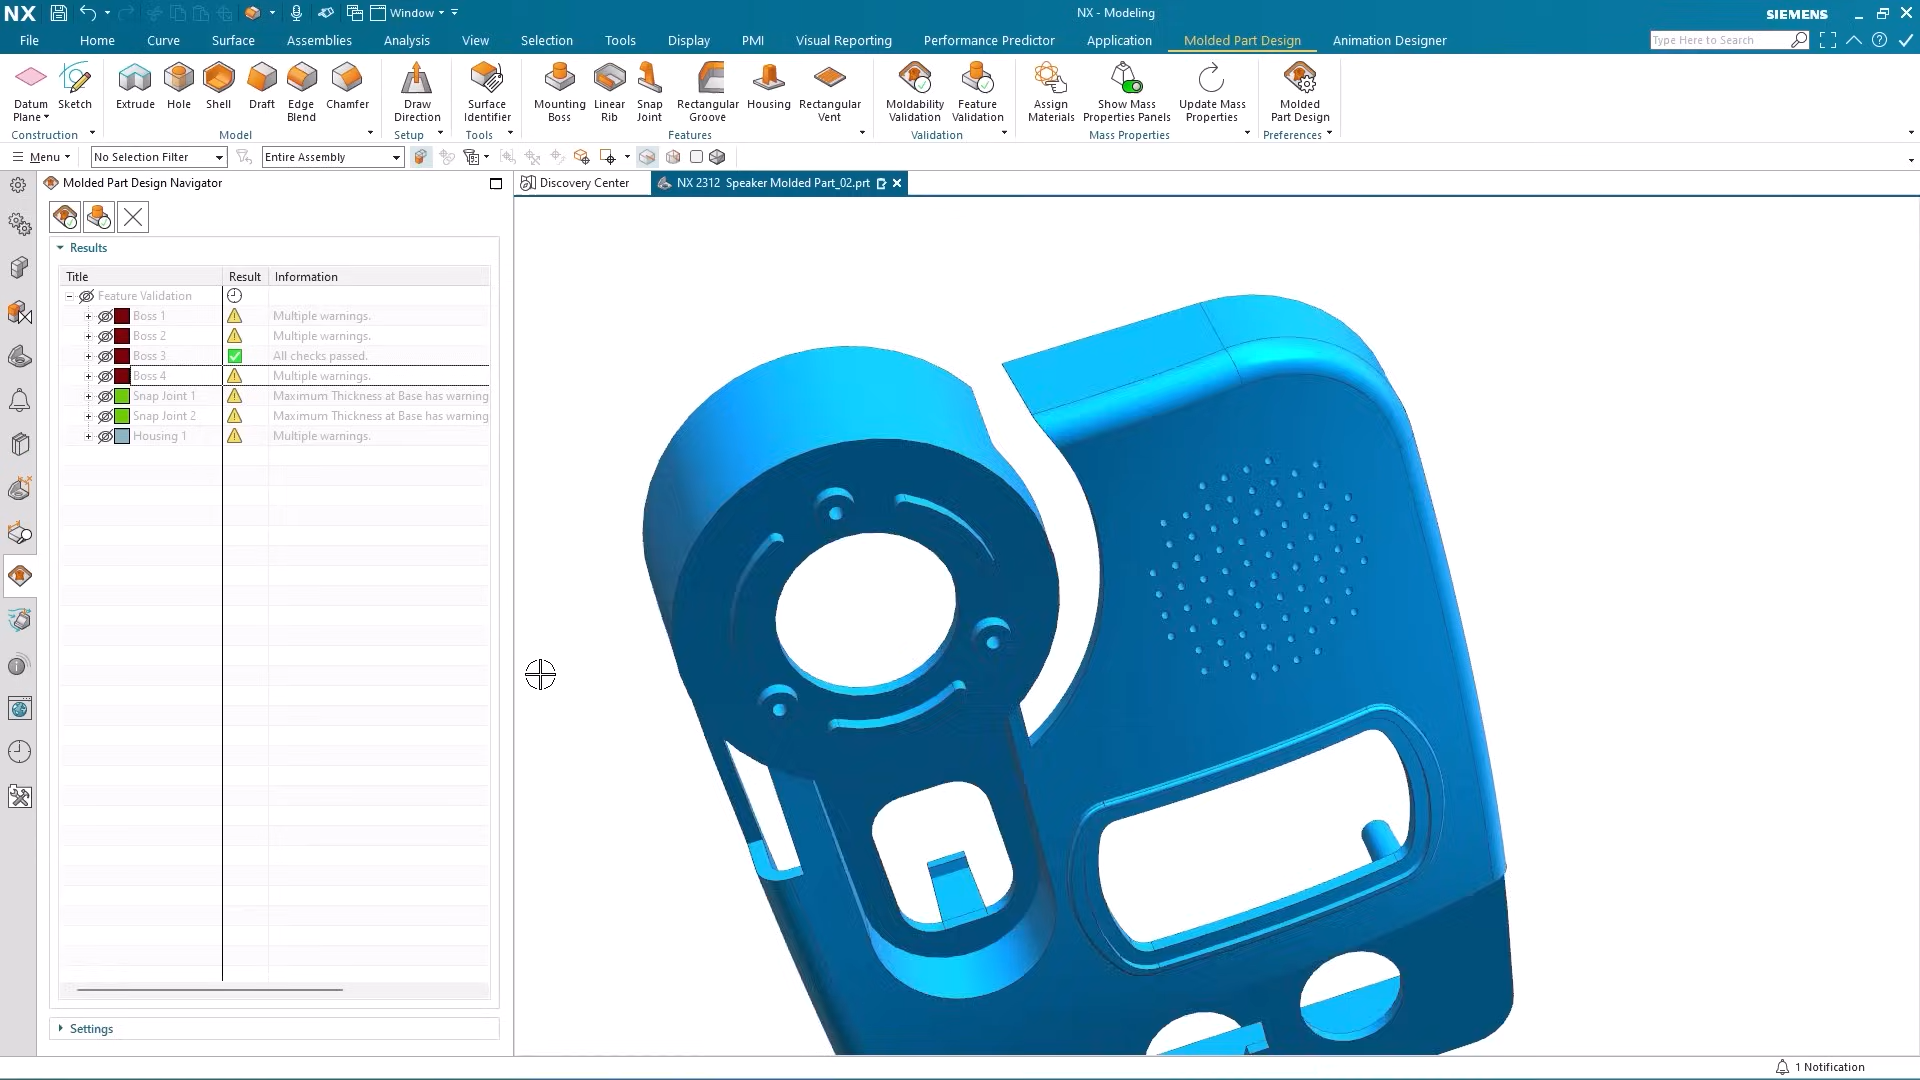 NX
Window
NX - Modeling
SIEMENS
File Home Curve Surface Assemblies Analysis View Selection Tools Display PMI Visual Reporting Performance Predictor Application Molded Part Design Animation Designer
Type Here to Search
Datum Plane
Sketch
Extrude
Hole
Shell
Draft
Edge Blend
Chamfer
Draw Direction
Surface Identifier
Mounting Boss
Linear Rib
Snap Joint
Rectangular Groove
Housing
Rectangular Vent
Moldability Validation
Feature Validation
Assign Materials
Show Mass Properties Panels
Update Mass Properties
Molded Part Design
Construction Model Setup Tools Features Validation Mass Properties Preferences
Menu
No Selection Filter
Entire Assembly
Molded Part Design Navigator
Discovery Center
NX 2312 Speaker Molded Part_02.prt
Results
Title Result Information
Feature Validation
Boss 1 Multiple warnings.
Boss 2 Multiple warnings.
Boss 3 All checks passed.
Boss 4 Multiple warnings.
Snap Joint 1 Maximum Thickness at Base has warning
Snap Joint 2 Maximum Thickness at Base has warning
Housing 1 Multiple warnings.
Settings
1 Notification